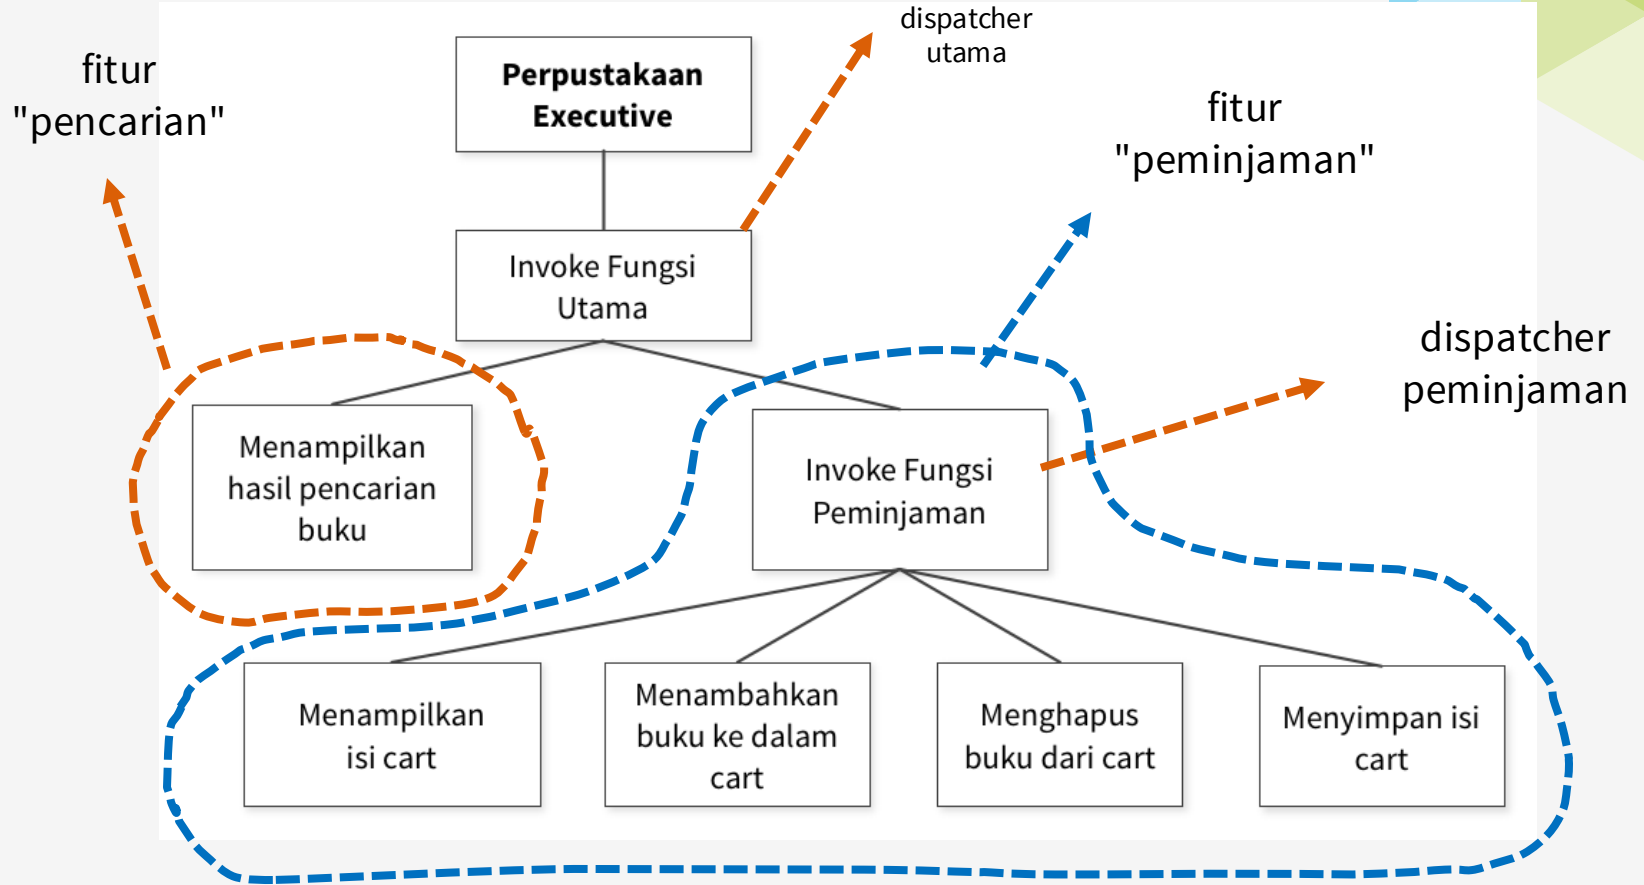 dispatcher
utama
fitur
"pencarian"
Perpustakaan
Executive
fitur
"peminjaman"
Invoke Fungsi
Utama
dispatcher
peminjaman
Menampilkan
hasil pencarian
buku
Invoke Fungsi
Peminjaman
Menampilkan
isi cart
Menambahkan
buku ke dalam
cart
Menghapus
buku dari cart
Menyimpan isi
cart